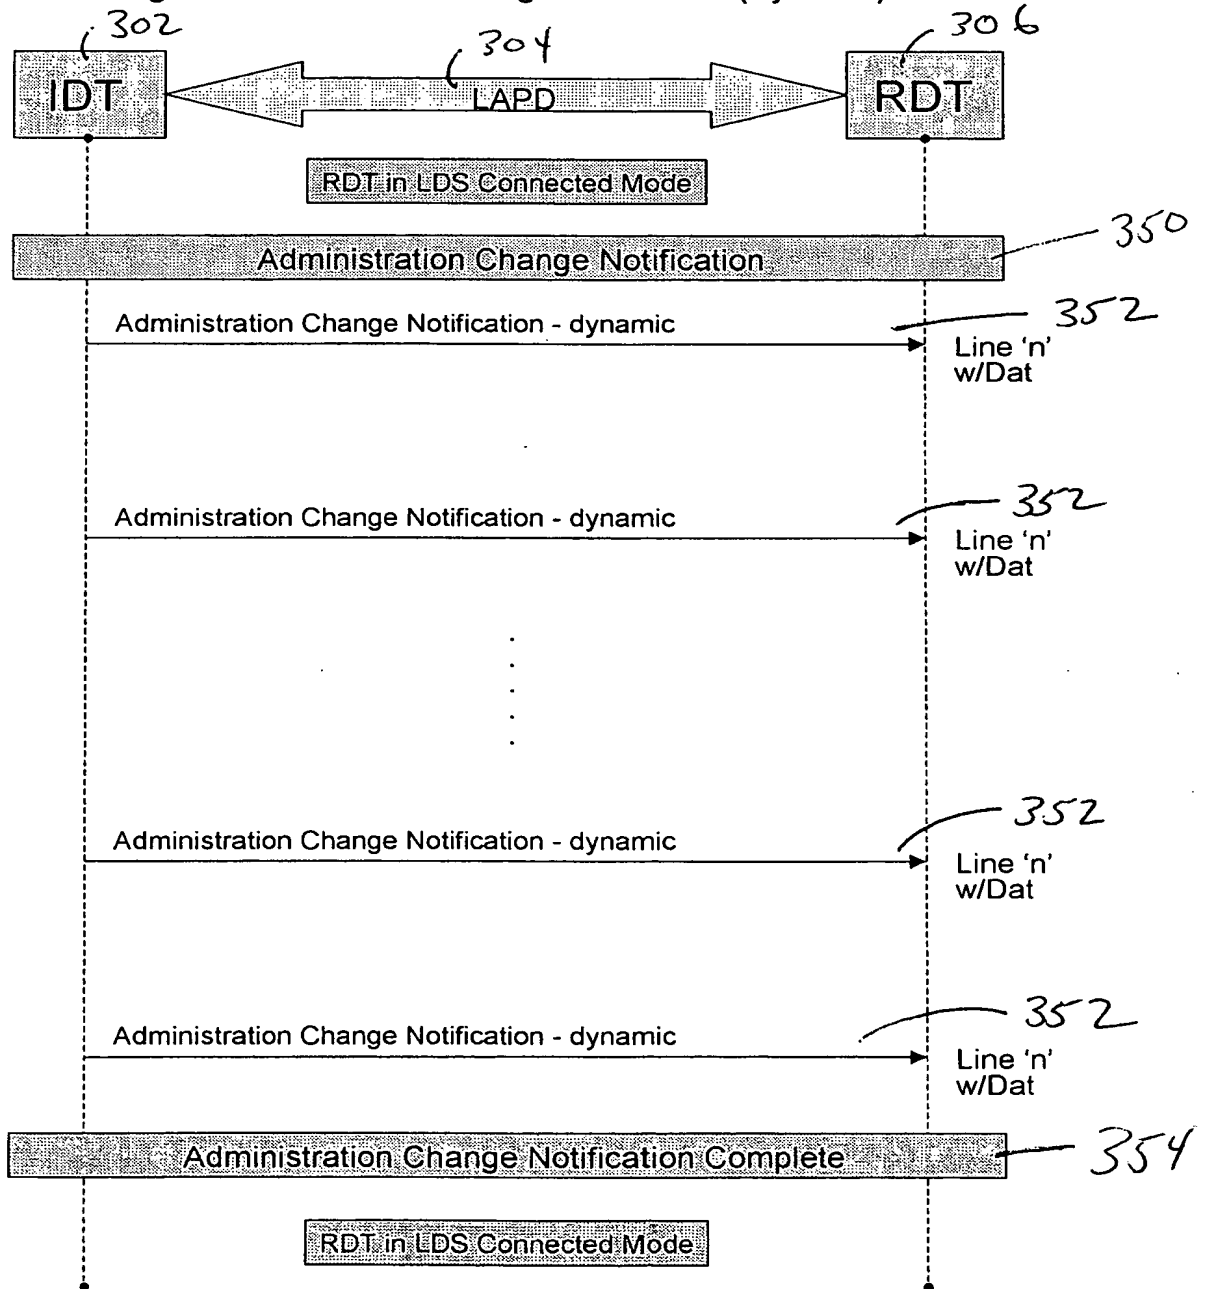 302
304
306
IDT
LAPD
RDT
RDT in LDS Connected Mode
350
Administration Change Notification
Administration Change Notification - dynamic
352
Line 'n'
w/Dat
Administration Change Notification - dynamic
352
Line 'n'
w/Dat
Administration Change Notification - dynamic
352
Line 'n'
w/Dat
Administration Change Notification - dynamic
352
Line 'n'
w/Dat
Administration Change Notification Complete
354
RDT in LDS Connected Mode